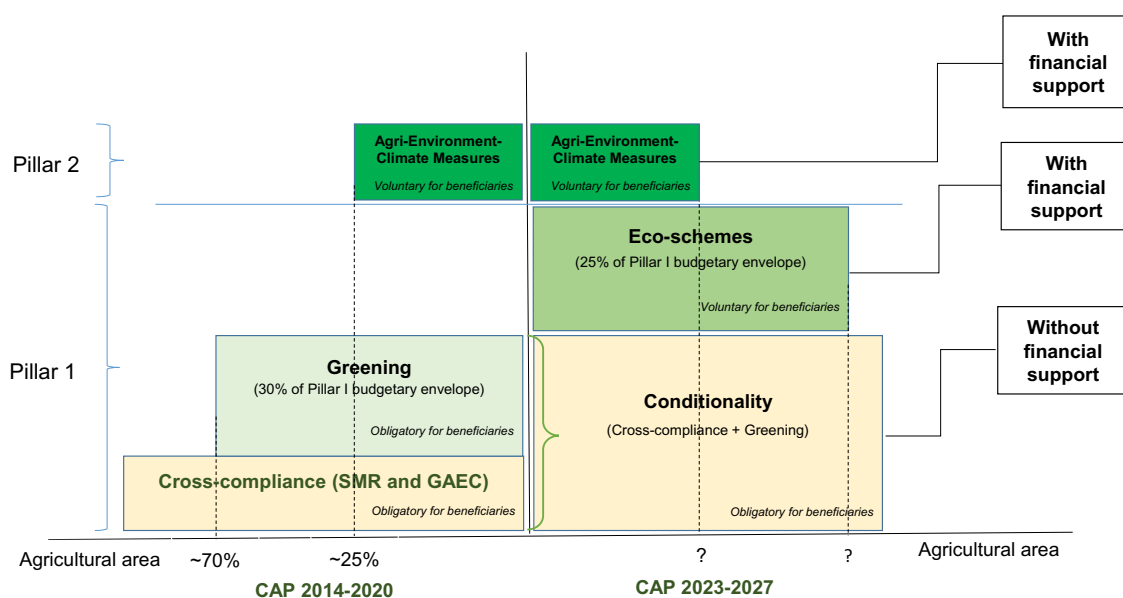 With
financial
support
Agri-Environment-
Climate Measures
Voluntary for beneficiaries
Agri-Environment-
Climate Measures
Voluntary for beneficiaries
Pillar 2
With
financial
support
Eco-schemes
(25% of Pillar I budgetary envelope)
Voluntary for beneficiaries
Without
financial
support
Pillar 1
Greening
(30% of Pillar I budgetary envelope)
Obligatory for beneficiaries
Conditionality
(Cross-compliance + Greening)
Obligatory for beneficiaries
Cross-compliance (SMR and GAEC)
Obligatory for beneficiaries
Agricultural area
~70%
~25%
?
?
Agricultural area
CAP 2014-2020
CAP 2023-2027